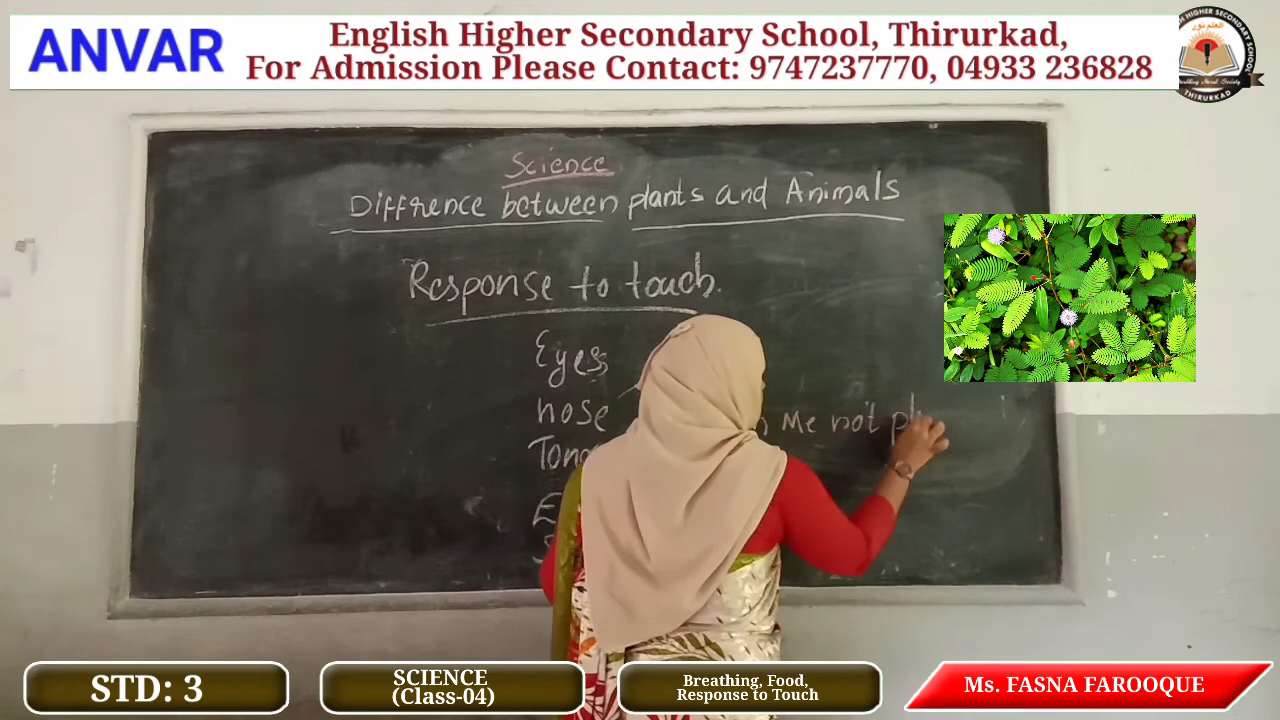 ANVAR
English Higher Secondary School, Thirurkad,
For Admission Please Contact: 9747237770, 04933 236828
THIRURKAD
Science
Diffrence between plants and Animals
Response to touch.
Eyes
nose
Me not pl
STD: 3
SCIENCE
(Class-04)
Breathing, Food,
Response to Touch
Ms. FASNA FAROOQUE